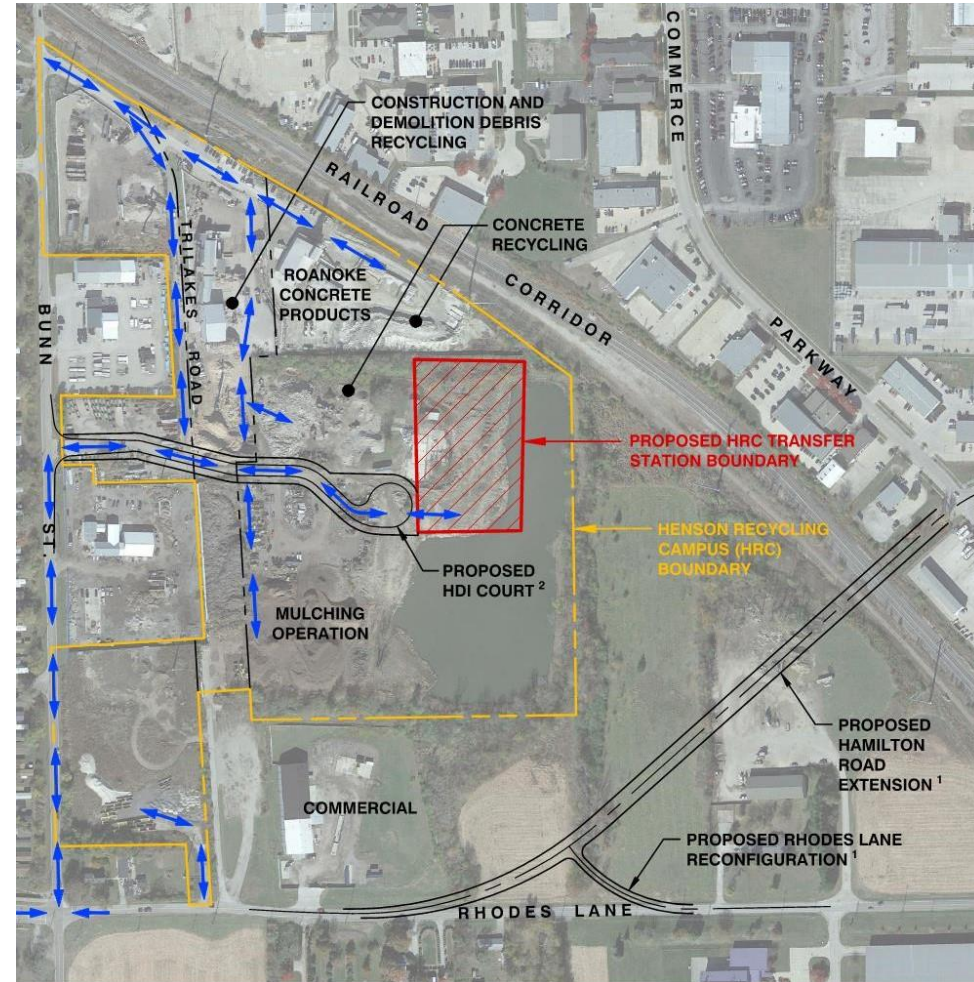 COMMERCE
PARKWAY
CONSTRUCTION AND
DEMOLITION DEBRIS
RECYCLING
RAILROAD
CORRIDOR
CONCRETE
RECYCLING
TRILAKES
ROAD
ROANOKE
CONCRETE
PRODUCTS
BUNN
ST.
PROPOSED HRC TRANSFER
STATION BOUNDARY
HENSON RECYCLING
CAMPUS (HRC)
BOUNDARY
PROPOSED
HDI COURT 2
MULCHING
OPERATION
PROPOSED
HAMILTON
ROAD
EXTENSION 1
COMMERCIAL
PROPOSED RHODES LANE
RECONFIGURATION 1
RHODES LANE